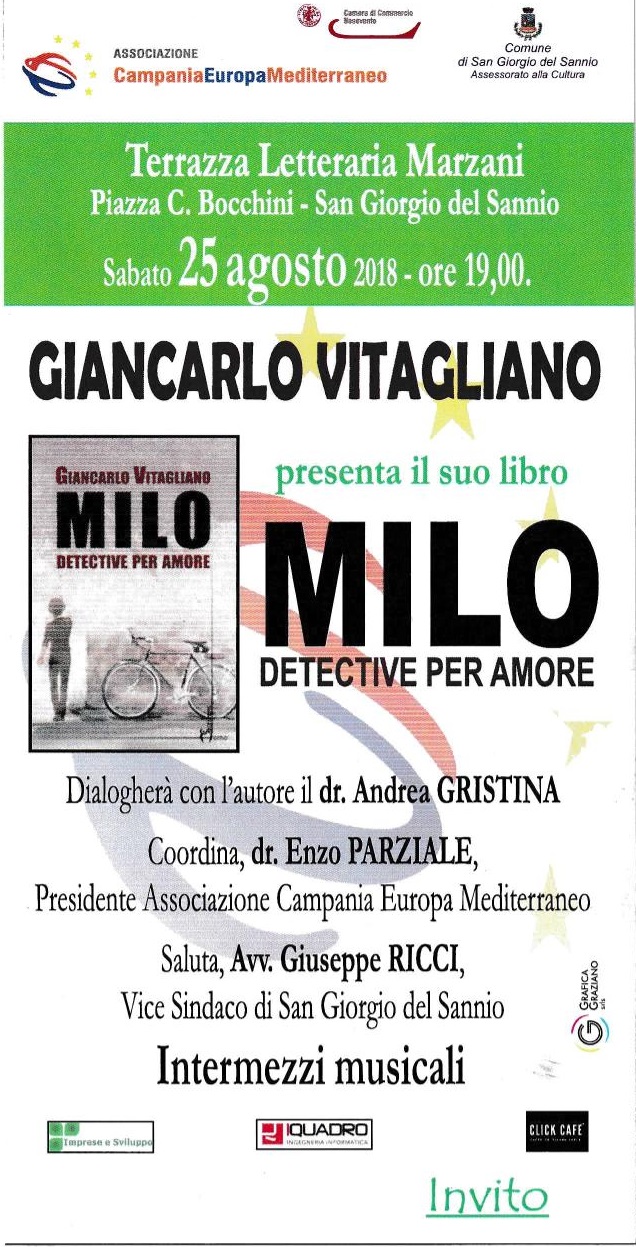 Camera di Commercio
Benevento
ASSOCIAZIONE
CampaniaEuropaMediterraneo
Comune
di San Giorgio del Sannio
Assessorato alla Cultura
Terrazza Letteraria Marzani
Piazza C. Bocchini - San Giorgio del Sannio
Sabato 25 agosto 2018 - ore 19,00.
GIANCARLO VITAGLIANO
presenta il suo libro
MILO
DETECTIVE PER AMORE
GIANCARLO VITAGLIANO
MILO
DETECTIVE PER AMORE
Dialogherà con l'autore il dr. Andrea GRISTINA
Coordina, dr. Enzo PARZIALE,
Presidente Associazione Campania Europa Mediterraneo
Saluta, Avv. Giuseppe RICCI,
Vice Sindaco di San Giorgio del Sannio
Intermezzi musicali
GRAFICA
GRAZIANO
srls
Imprese e Sviluppo
IQUADRO
INGEGNERIA INFORMATICA
CLICK CAFÈ
Invito